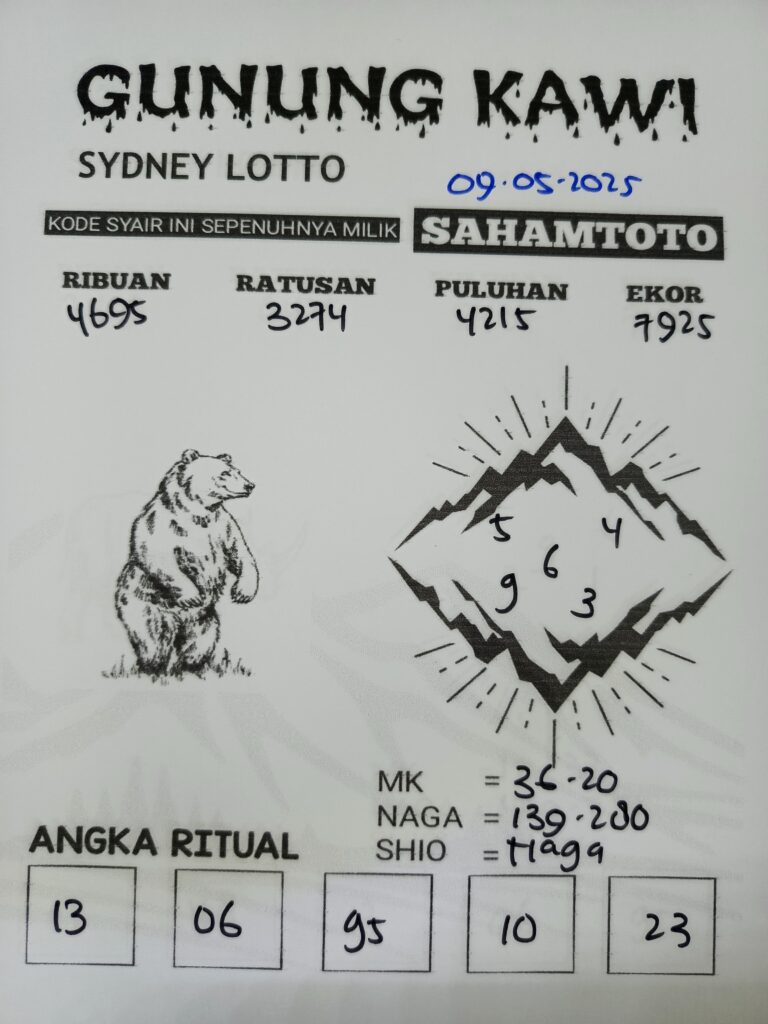 GUNUNG KAWI
SYDNEY LOTTO
09.05-2025
KODE SYAIR INI SEPENUHNYA MILIK SAHAMTOTO
RIBUAN RATUSAN PULUHAN EKOR
4695 3274 4215 7925
5 4
6
9 3
MK = 36-20
NAGA = 139-280
SHIO =
ANGKA RITUAL
13 06 95 10 23